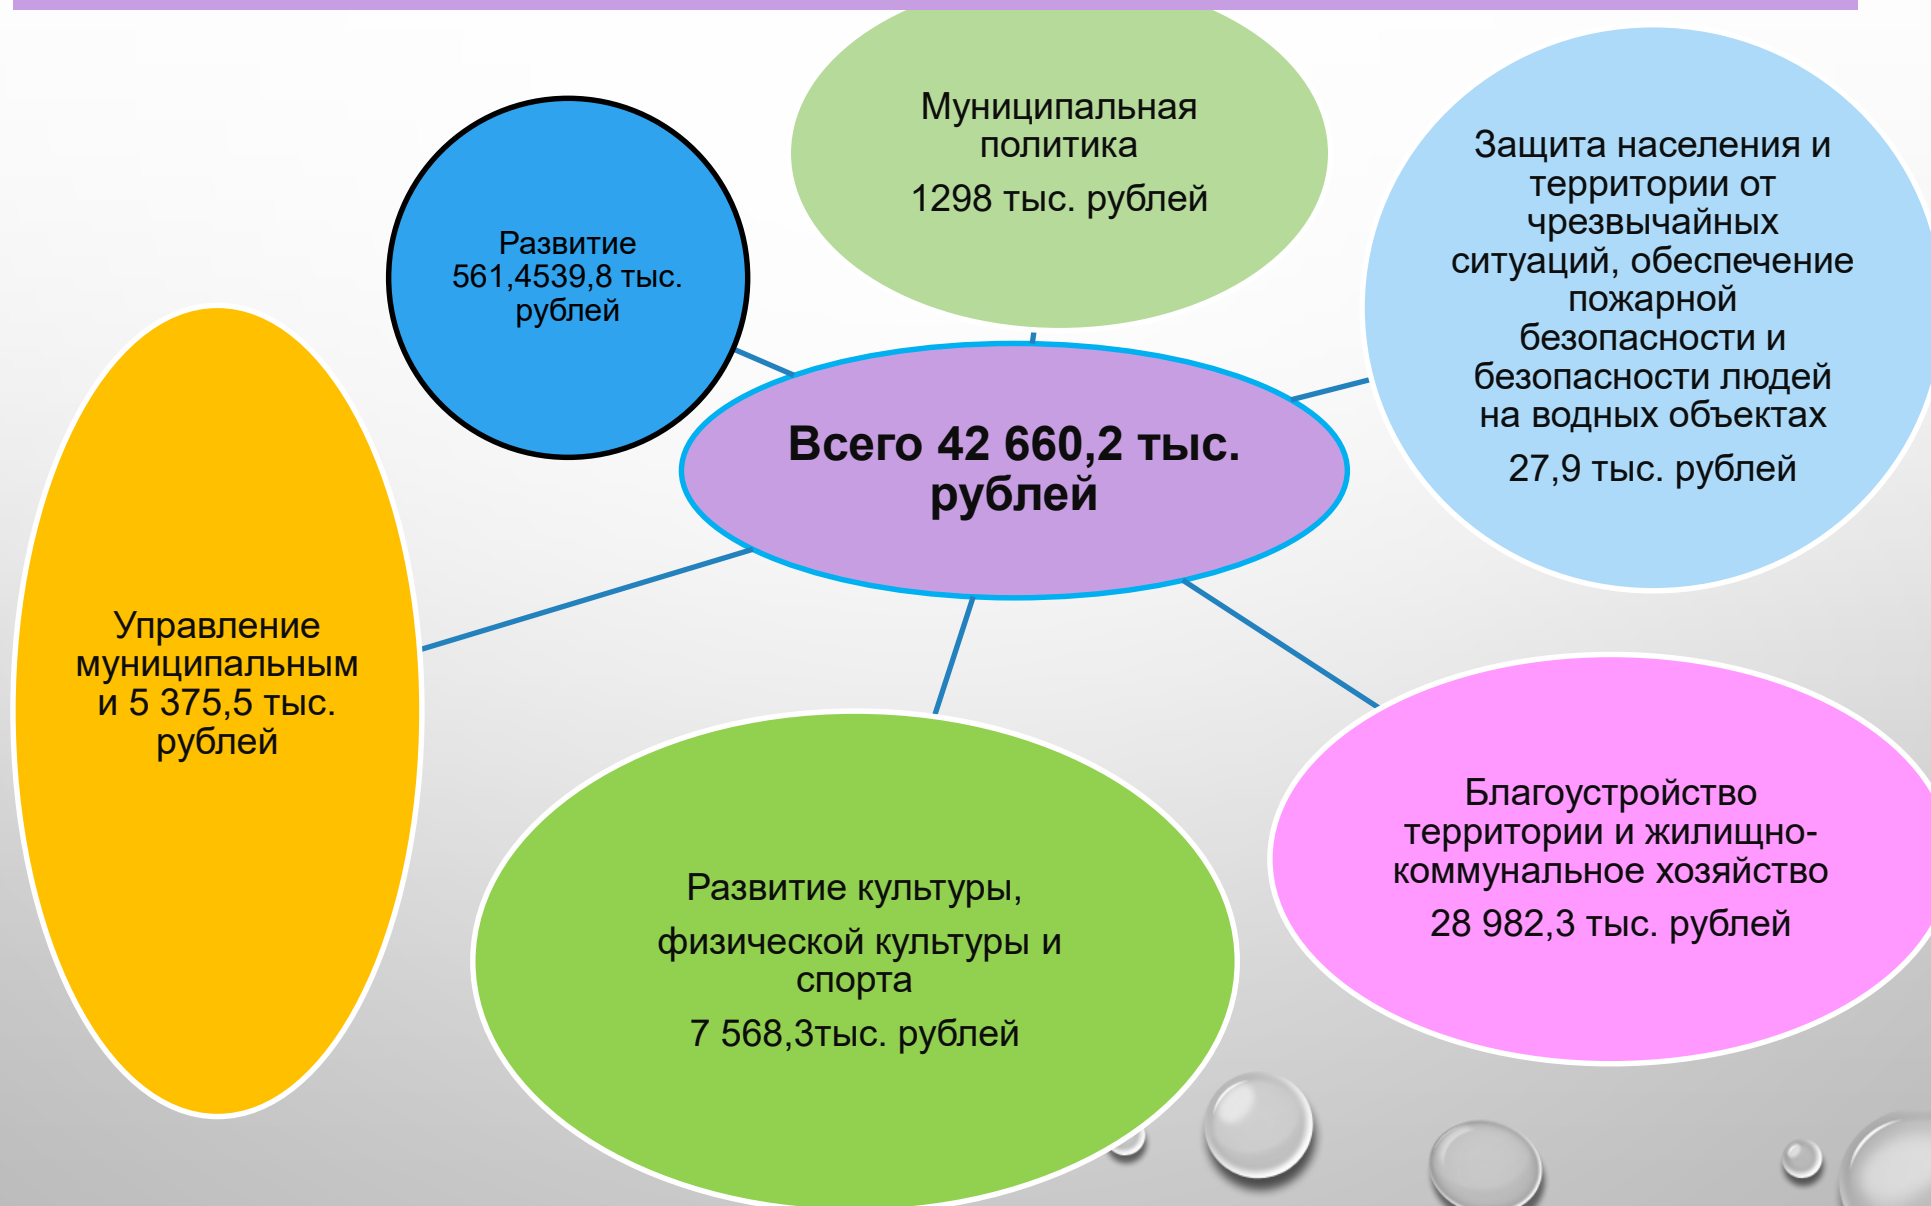 Муниципальная
политика
1298 тыс. рублей
Защита населения и
территории от
чрезвычайных
ситуаций, обеспечение
пожарной
безопасности и
безопасности людей
на водных объектах
27,9 тыс. рублей
Развитие
561,4539,8 тыс.
рублей
Всего 42 660,2 тыс.
рублей
Управление
муниципальным
и 5 375,5 тыс.
рублей
Благоустройство
территории и жилищно-
коммунальное хозяйство
28 982,3 тыс. рублей
Развитие культуры,
физической культуры и
спорта
7 568,3тыс. рублей